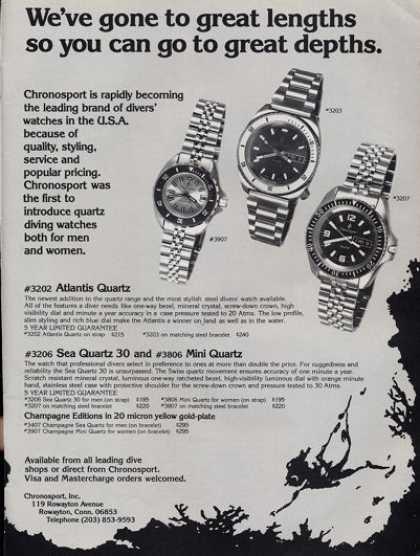 We've gone to great lengths
so you can go to great depths.
Chronosport is rapidly becoming
the leading brand of divers'
watches in the U.S.A.
because of
quality, styling,
service and
popular pricing.
Chronosport was
the first to
introduce quartz
diving watches
both for men
and women.
#3203
#3207
#3907
#3202 Atlantis Quartz
The newest addition to the quartz range and the most stylish steel divers' watch available.
All of the features a diver needs like one-way bezel, mineral crystal, screw-down crown, high
visibility dial and minute a year accuracy in a case pressure tested to 20 Atms. The low profile,
slim styling and rich blue dial make the Atlantis a winner on land as well as in the water.
5 YEAR LIMITED GUARANTEE
*3202 Atlantis Quartz on strap $215 *3203 on matching steel bracelet $240
#3206 Sea Quartz 30 and #3806 Mini Quartz
The watch that professional divers select in preference to ones at more than double the price. For ruggedness and
reliability the Sea Quartz 30 is unsurpassed. The Swiss quartz movement ensures accuracy of one minute a year.
Scratch resistant mineral crystal, luminous one-way ratcheted bezel, high-visibility luminous dial with orange minute
hand, stainless steel case with protective shoulder for the screw-down crown and pressure tested to 30 Atms.
5 YEAR LIMITED GUARANTEE
*3206 Sea Quartz 30 for men (on strap) $195 *3806 Mini Quartz for women (on strap) $195
*3207 on matching steel bracelet $220 *3807 on matching steel bracelet $220
Champagne Editions in 20 micron yellow gold-plate
*3407 Champagne Sea Quartz for men (on bracelet) $295
*3907 Champagne Mini Quartz for women (on bracelet) $295
Available from all leading dive
shops or direct from Chronosport.
Visa and Mastercharge orders welcomed.
Chronosport, Inc.
119 Rowayton Avenue
Rowayton, Conn. 06853
Telephone (203) 853-9593